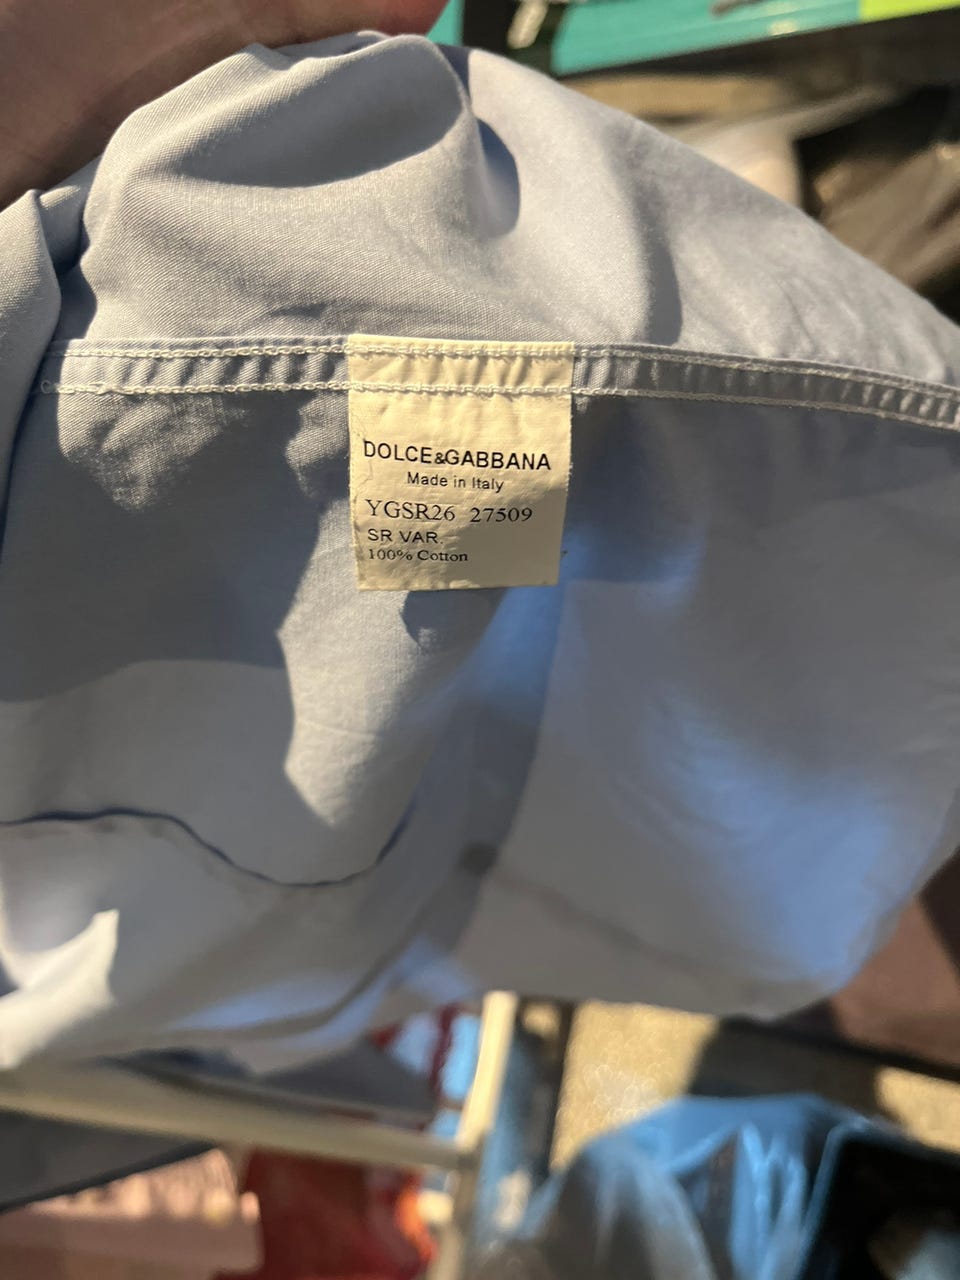 DOLCE&GABBANA
Made in Italy
YGSR26 27509
SR VAR.
100% Cotton